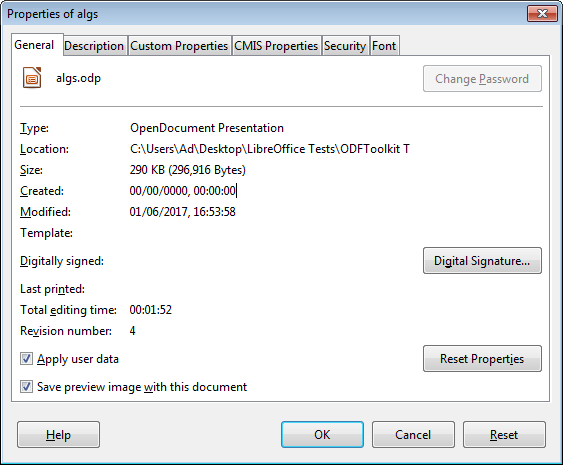 Properties of algs
General Description Custom Properties CMIS Properties Security Font
algs.odp Change Password
Type: OpenDocument Presentation
Location: C:\Users\Ad\Desktop\LibreOffice Tests\ODFToolkit T
Size: 290 KB (296,916 Bytes)
Created: 00/00/0000, 00:00:00
Modified: 01/06/2017, 16:53:58
Template:
Digitally signed: Digital Signature...
Last printed:
Total editing time: 00:01:52
Revision number: 4
Apply user data Reset Properties
Save preview image with this document
Help OK Cancel Reset